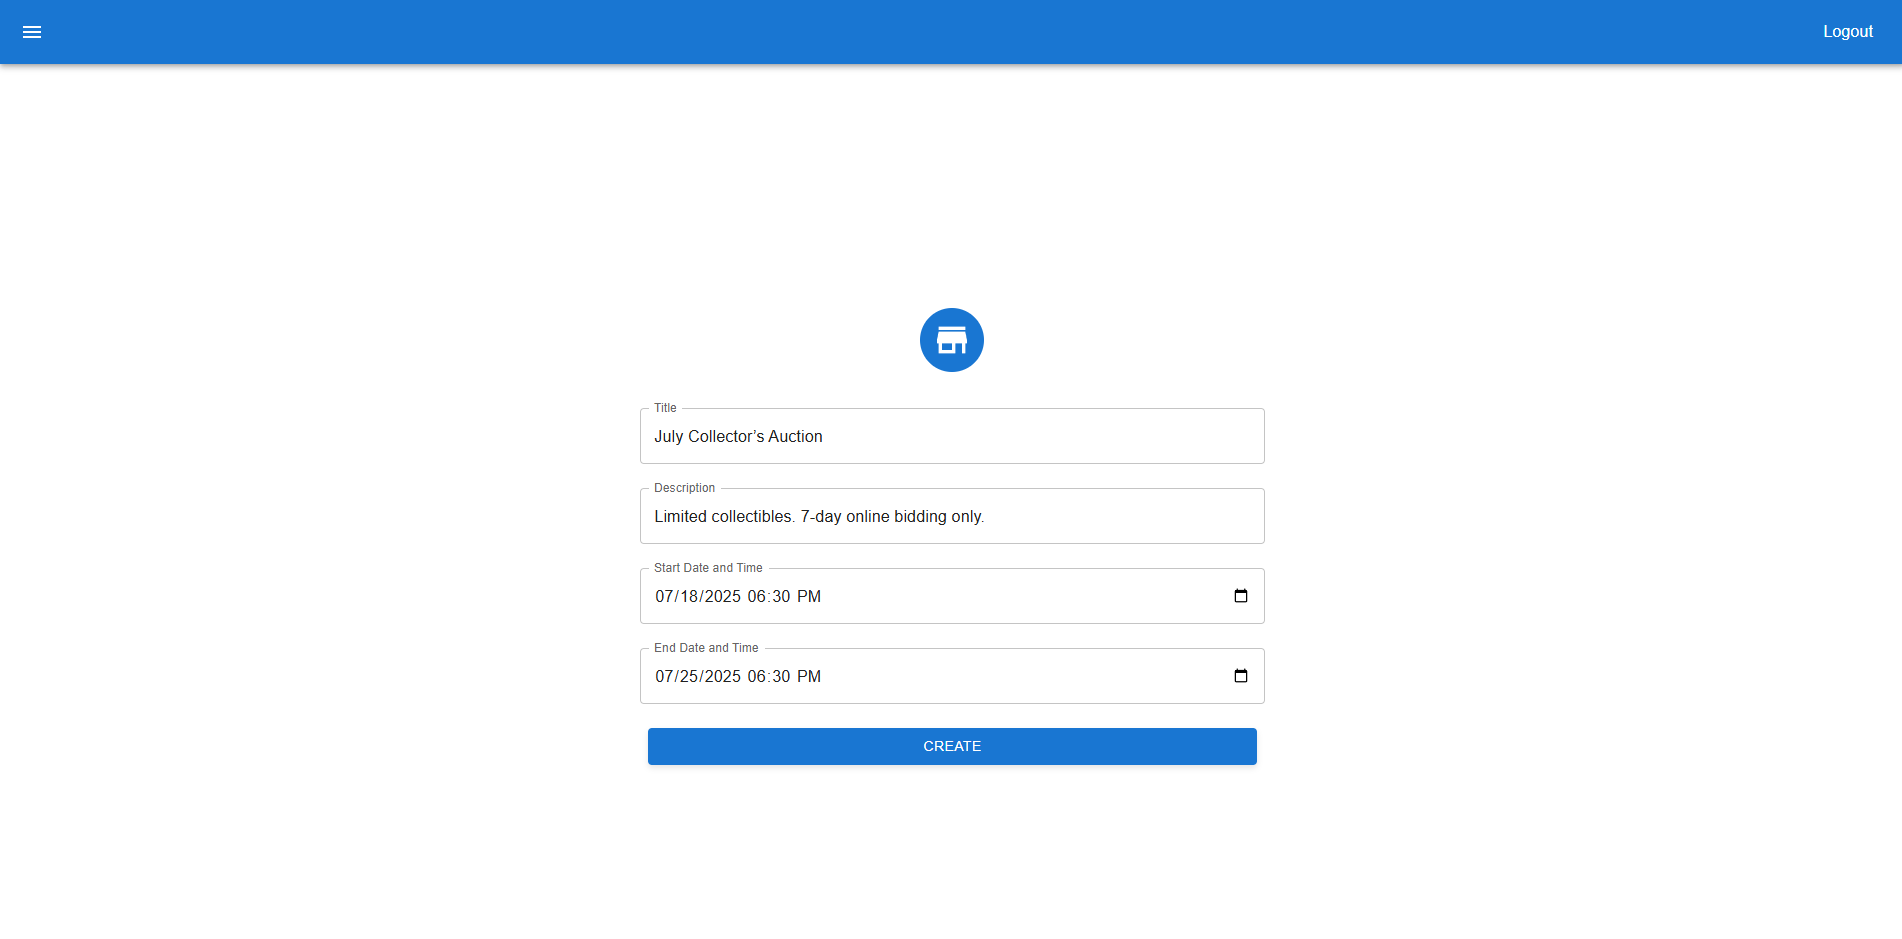 Logout
Title
July Collector’s Auction
Description
Limited collectibles. 7-day online bidding only.
Start Date and Time
07/18/2025 06:30 PM
End Date and Time
07/25/2025 06:30 PM
CREATE